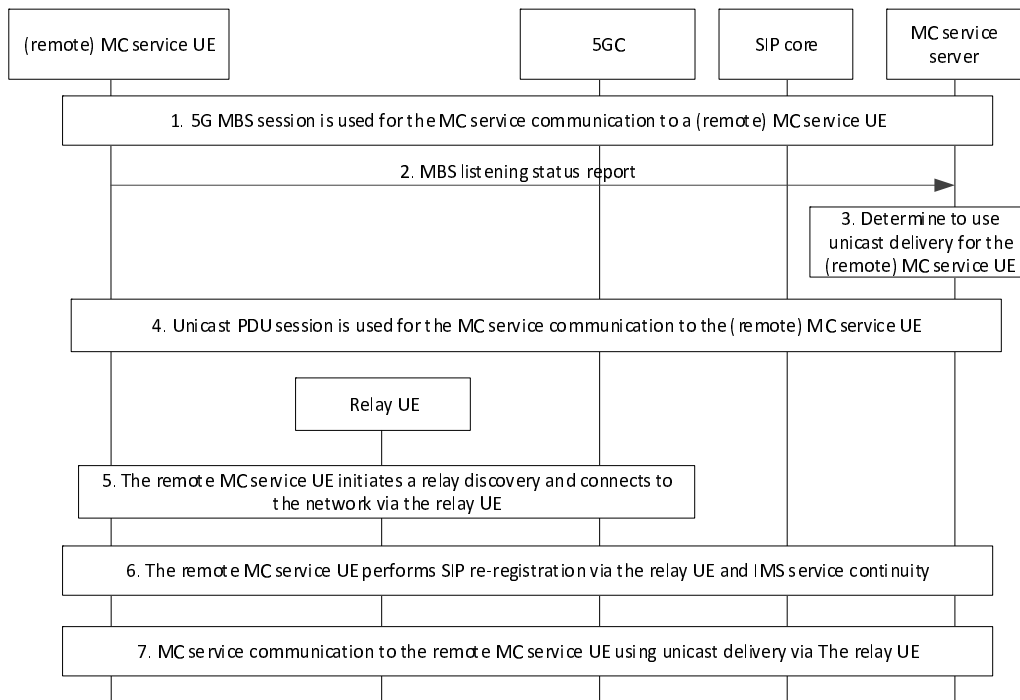 (remote) MC service UE
5GC
SIP core
MC service
server
1. 5G MBS session is used for the MC service communication to a (remote) MC service UE
2. MBS listening status report
3. Determine to use
unicast delivery for the
(remote) MC service UE
4. Unicast PDU session is used for the MC service communication to the (remote) MC service UE
Relay UE
5. The remote MC service UE initiates a relay discovery and connects to
the network via the relay UE
6. The remote MC service UE performs SIP re-registration via the relay UE and IMS service continuity
7. MC service communication to the remote MC service UE using unicast delivery via The relay UE